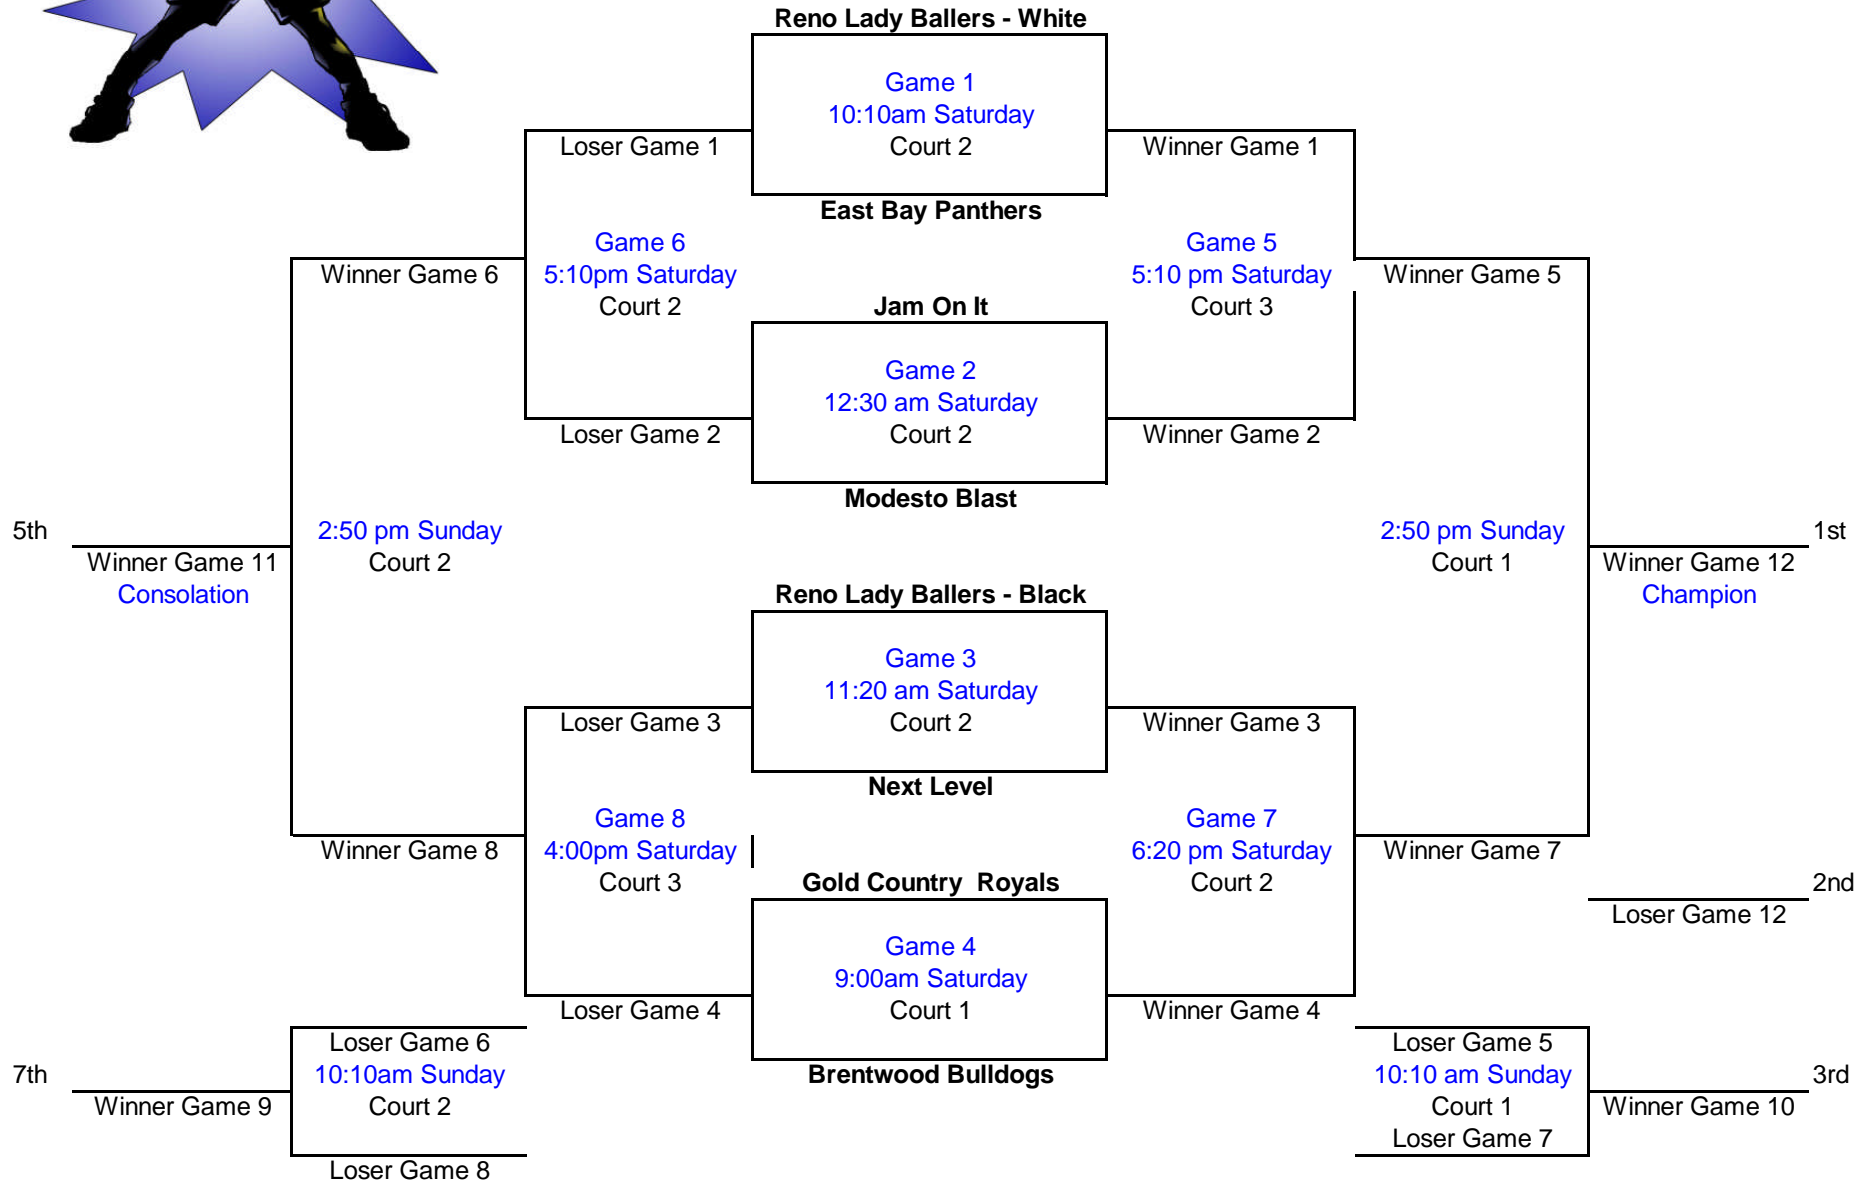 Reno Lady Ballers - White
Game 1
10:10am Saturday
Loser Game 1
Court 2
Winner Game 1
East Bay Panthers
Game 6
Game 5
Winner Game 6
5:10pm Saturday
5:10 pm Saturday
Winner Game 5
Court 2
Jam On It
Court 3
Game 2
12:30 am Saturday
Loser Game 2
Court 2
Winner Game 2
Modesto Blast
5th
2:50 pm Sunday
2:50 pm Sunday
1st
Winner Game 11
Court 2
Court 1
Winner Game 12
Consolation
Reno Lady Ballers - Black
Champion
Game 3
11:20 am Saturday
Loser Game 3
Court 2
Winner Game 3
Next Level
Game 8
Game 7
Winner Game 8
4:00pm Saturday
6:20 pm Saturday
Winner Game 7
Court 3
Gold Country  Royals
Court 2
2nd
Loser Game 12
Game 4
9:00am Saturday
Loser Game 4
Court 1
Winner Game 4
Loser Game 6
Loser Game 5
7th
10:10am Sunday
Brentwood Bulldogs
10:10 am Sunday
3rd
Winner Game 9
Court 2
Court 1
Winner Game 10
Loser Game 7
Loser Game 8